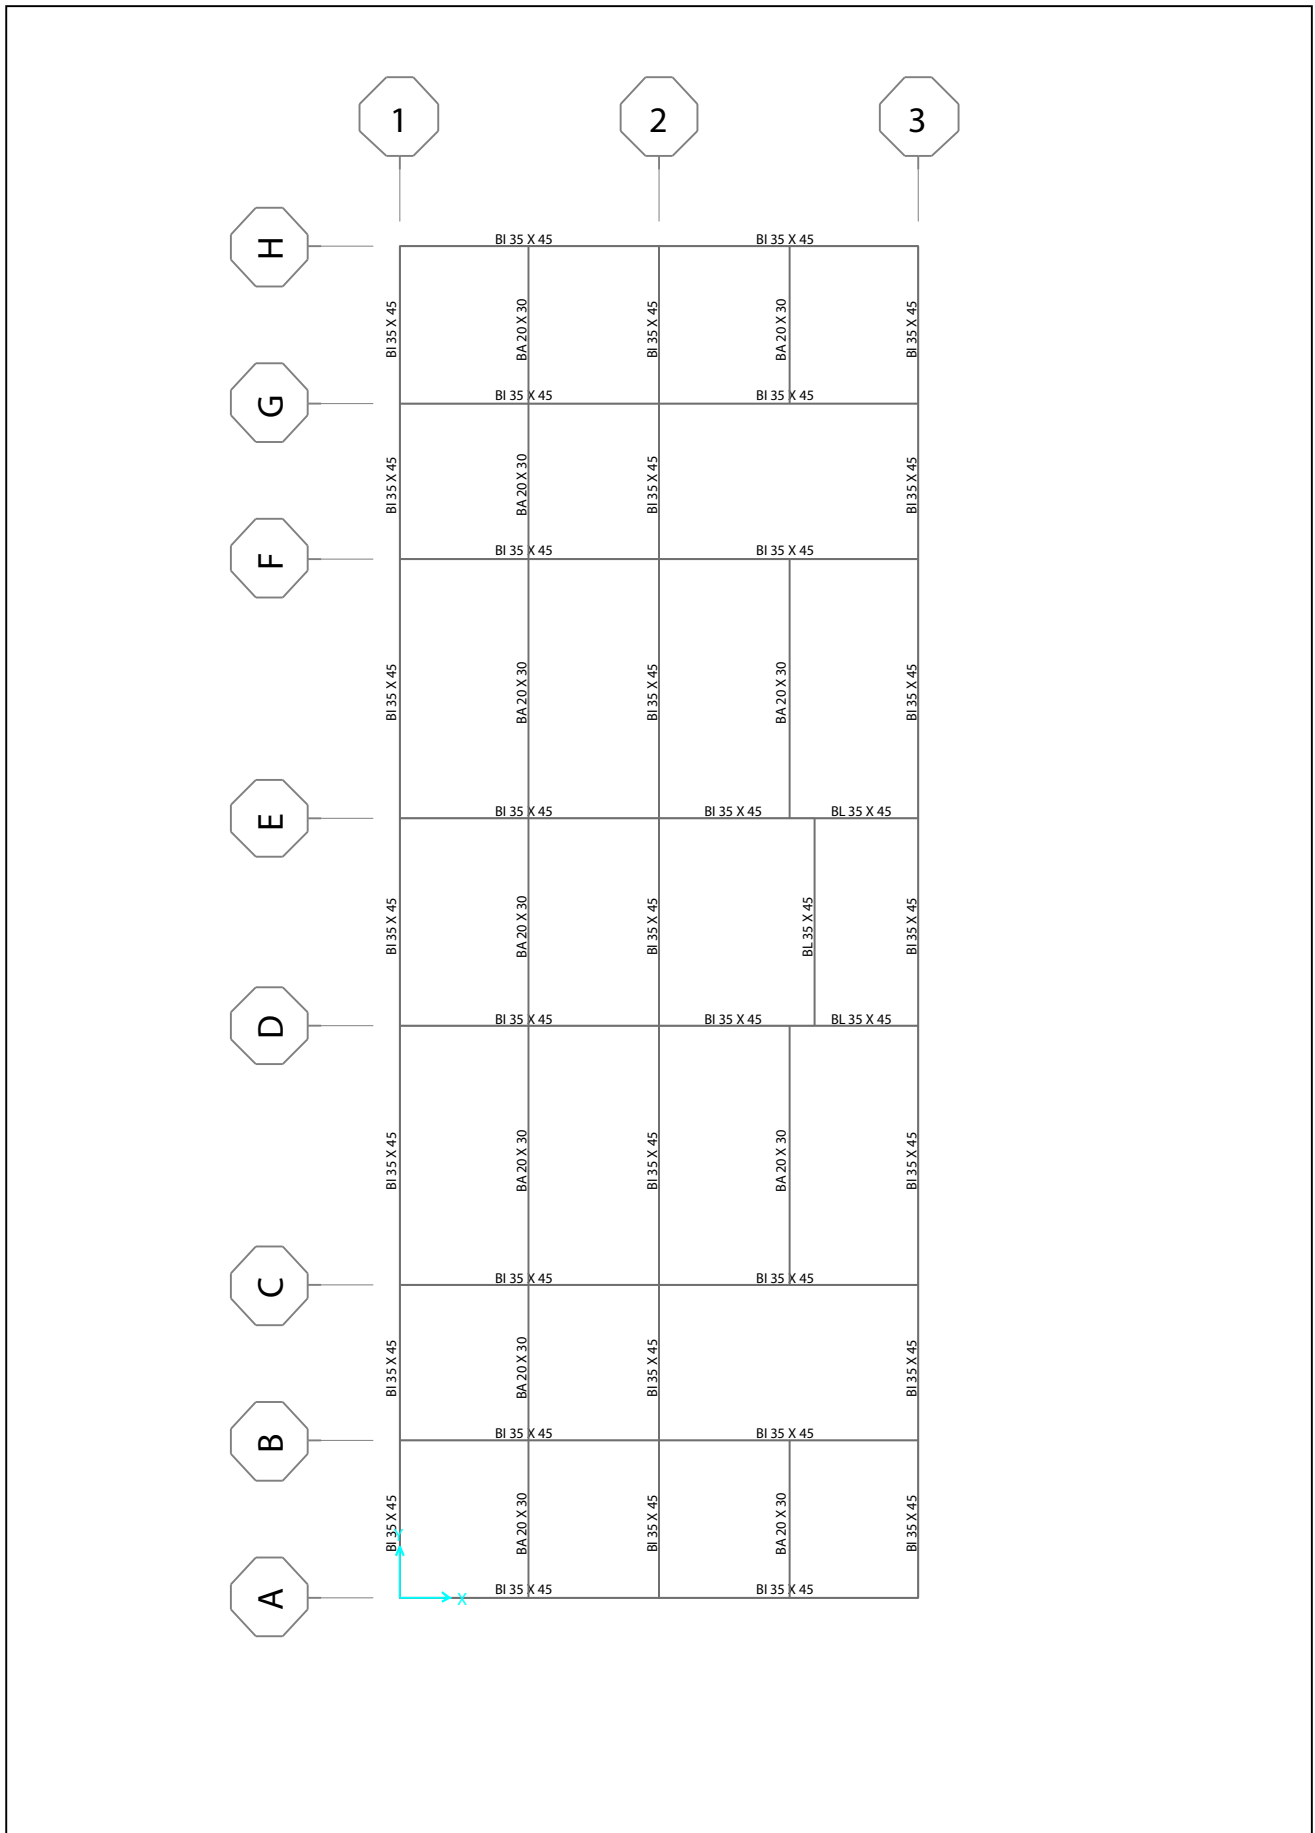 1 2 3
H
BI 35 X 45 BI 35 X 45
BI 35 X 45 BA 20 X 30 BI 35 X 45 BA 20 X 30 BI 35 X 45
G
BI 35 X 45 BI 35 X 45
BI 35 X 45 BA 20 X 30 BI 35 X 45 BI 35 X 45
F
BI 35 X 45 BI 35 X 45
BI 35 X 45 BA 20 X 30 BI 35 X 45 BA 20 X 30 BI 35 X 45
E
BI 35 X 45 BI 35 X 45 BL 35 X 45
BI 35 X 45 BA 20 X 30 BI 35 X 45 BL 35 X 45 BI 35 X 45
D
BI 35 X 45 BI 35 X 45 BL 35 X 45
BI 35 X 45 BA 20 X 30 BI 35 X 45 BA 20 X 30 BI 35 X 45
C
BI 35 X 45 BI 35 X 45
BI 35 X 45 BA 20 X 30 BI 35 X 45 BI 35 X 45
B
BI 35 X 45 BI 35 X 45
BI 35 X 45 BA 20 X 30 BI 35 X 45 BA 20 X 30 BI 35 X 45
Y
A
BI 35 X 45 BI 35 X 45
X